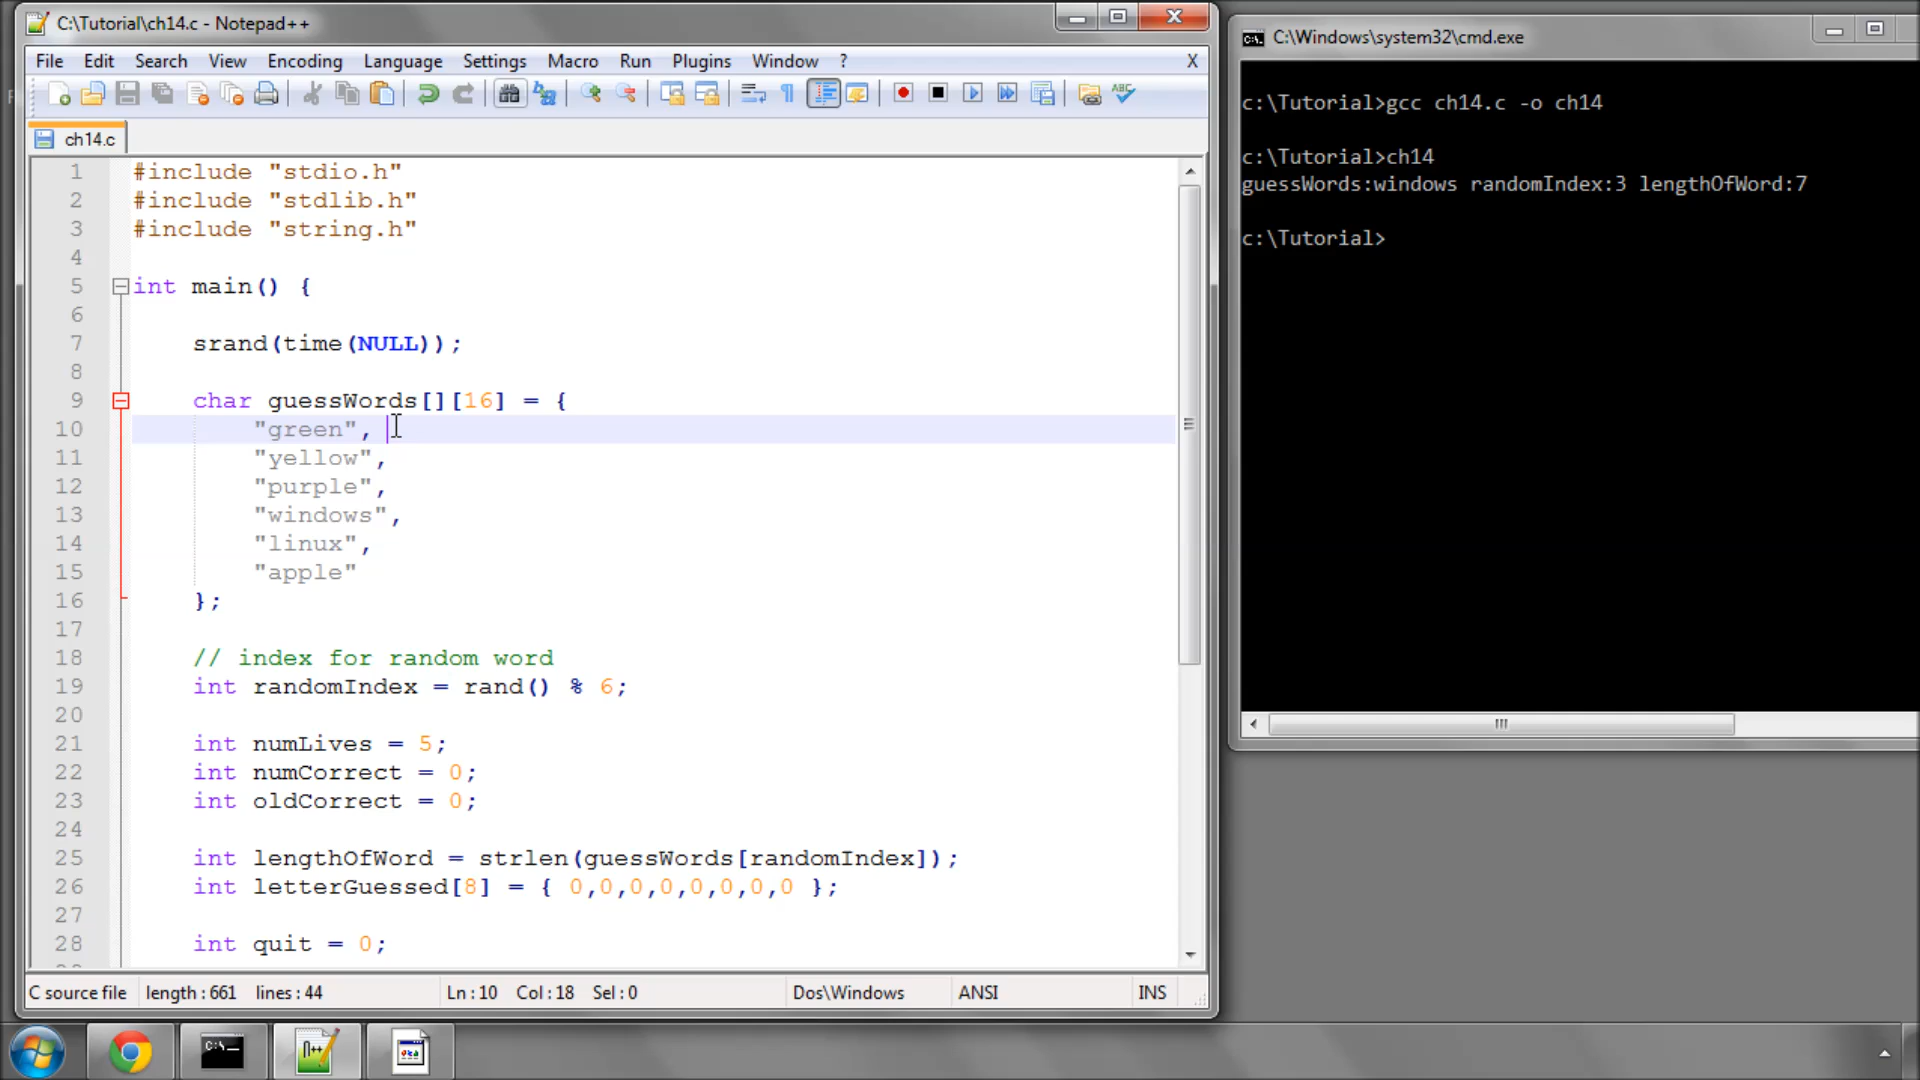 C:\Tutorial\ch14.c - Notepad++
File Edit Search View Encoding Language Settings Macro Run Plugins Window ? X
ABC
ch14.c
1 #include "stdio.h"
2 #include "stdlib.h"
3 #include "string.h"
4
5 int main() {
6
7 srand(time(NULL));
8
9 char guessWords[][16] = {
10 "green",
11 "yellow",
12 "purple",
13 "windows",
14 "linux",
15 "apple"
16 };
17
18 // index for random word
19 int randomIndex = rand() % 6;
20
21 int numLives = 5;
22 int numCorrect = 0;
23 int oldCorrect = 0;
24
25 int lengthOfWord = strlen(guessWords[randomIndex]);
26 int letterGuessed[8] = { 0,0,0,0,0,0,0,0 };
27
28 int quit = 0;
C source file length : 661 lines : 44 Ln : 10 Col : 18 Sel : 0 Dos\Windows ANSI INS
C:\Windows\system32\cmd.exe
c:\Tutorial>gcc ch14.c -o ch14
c:\Tutorial>ch14
guessWords:windows randomIndex:3 lengthOfWord:7
c:\Tutorial>